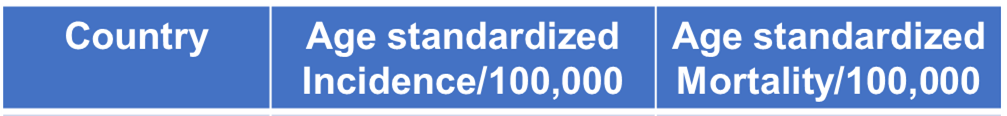 Country
Age standardized
Incidence/100,000
Age standardized
Mortality/100,000